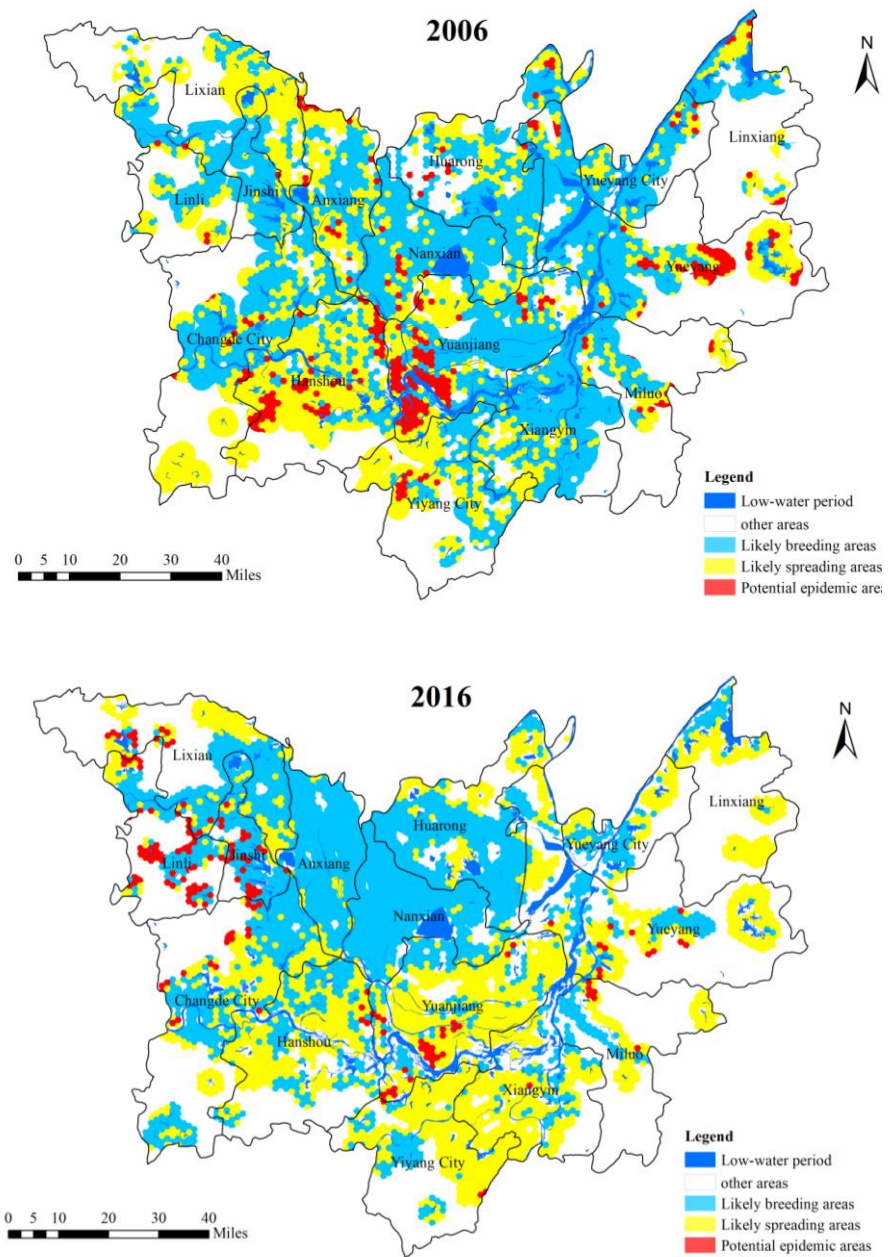 2006
N
Lixian
Linxiang
Huarong
Yueyang City
Linli
Jinshi
Anxiang
Nanxian
Yueyang
Changde City
Yuanjiang
Hanshou
Miluo
Xiangym
Yiyang City
Legend
Low-water period
other areas
Likely breeding areas
Likely spreading areas
Potential epidemic area
0 5 10 20 30 40
Miles
2016
N
Lixian
Linxiang
Huarong
Yueyang City
Linli
Jinshi
Anxiang
Nanxian
Yueyang
Changde City
Yuanjiang
Hanshou
Miluo
Xiangym
Yiyang City
Legend
Low-water period
other areas
Likely breeding areas
Likely spreading areas
Potential epidemic areas
0 5 10 20 30 40
Miles